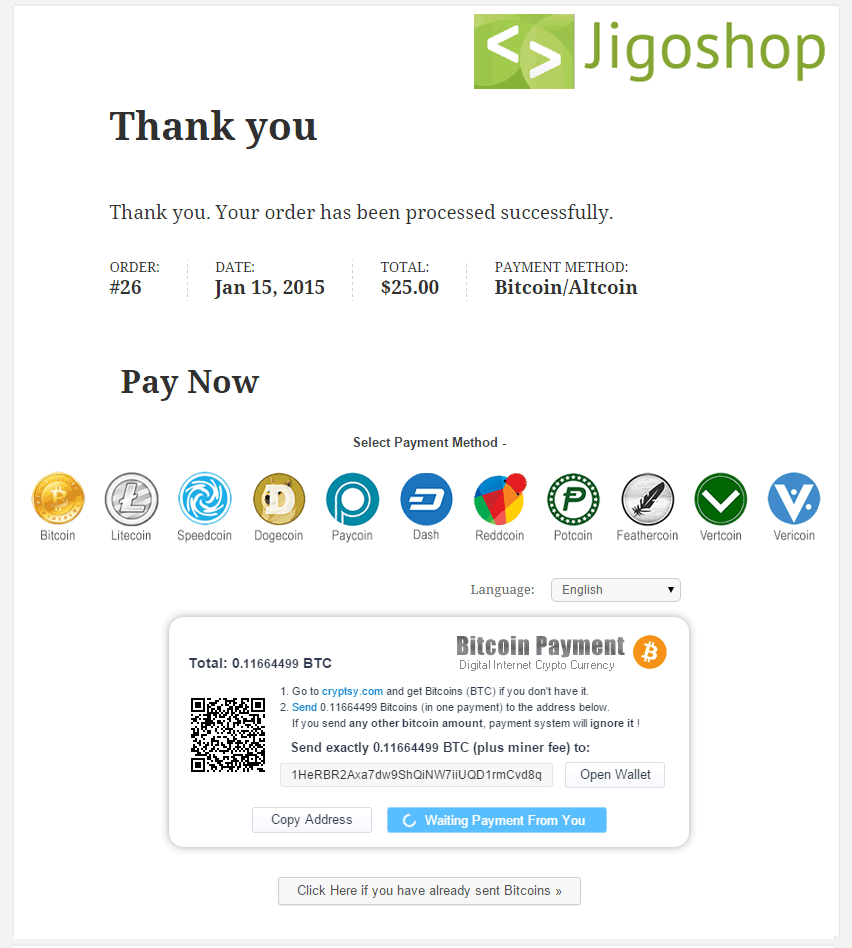 Jigoshop
Thank you
Thank you. Your order has been processed successfully.
ORDER: DATE: TOTAL: PAYMENT METHOD:
#26 Jan 15, 2015 $25.00 Bitcoin/Altcoin
Pay Now
Select Payment Method -
Bitcoin Litecoin Speedcoin Dogecoin Paycoin Dash Reddcoin Potcoin Feathercoin Vertcoin Vericoin
Language: English
Bitcoin Payment
Digital Internet Crypto Currency
Total: 0.11664499 BTC
1. Go to cryptsy.com and get Bitcoins (BTC) if you don't have it.
2. Send 0.11664499 Bitcoins (in one payment) to the address below.
If you send any other bitcoin amount, payment system will ignore it !
Send exactly 0.11664499 BTC (plus miner fee) to:
1HeRBR2Axa7dw9ShQiNW7iiUQD1rmCvd8q Open Wallet
Copy Address Waiting Payment From You
Click Here if you have already sent Bitcoins »